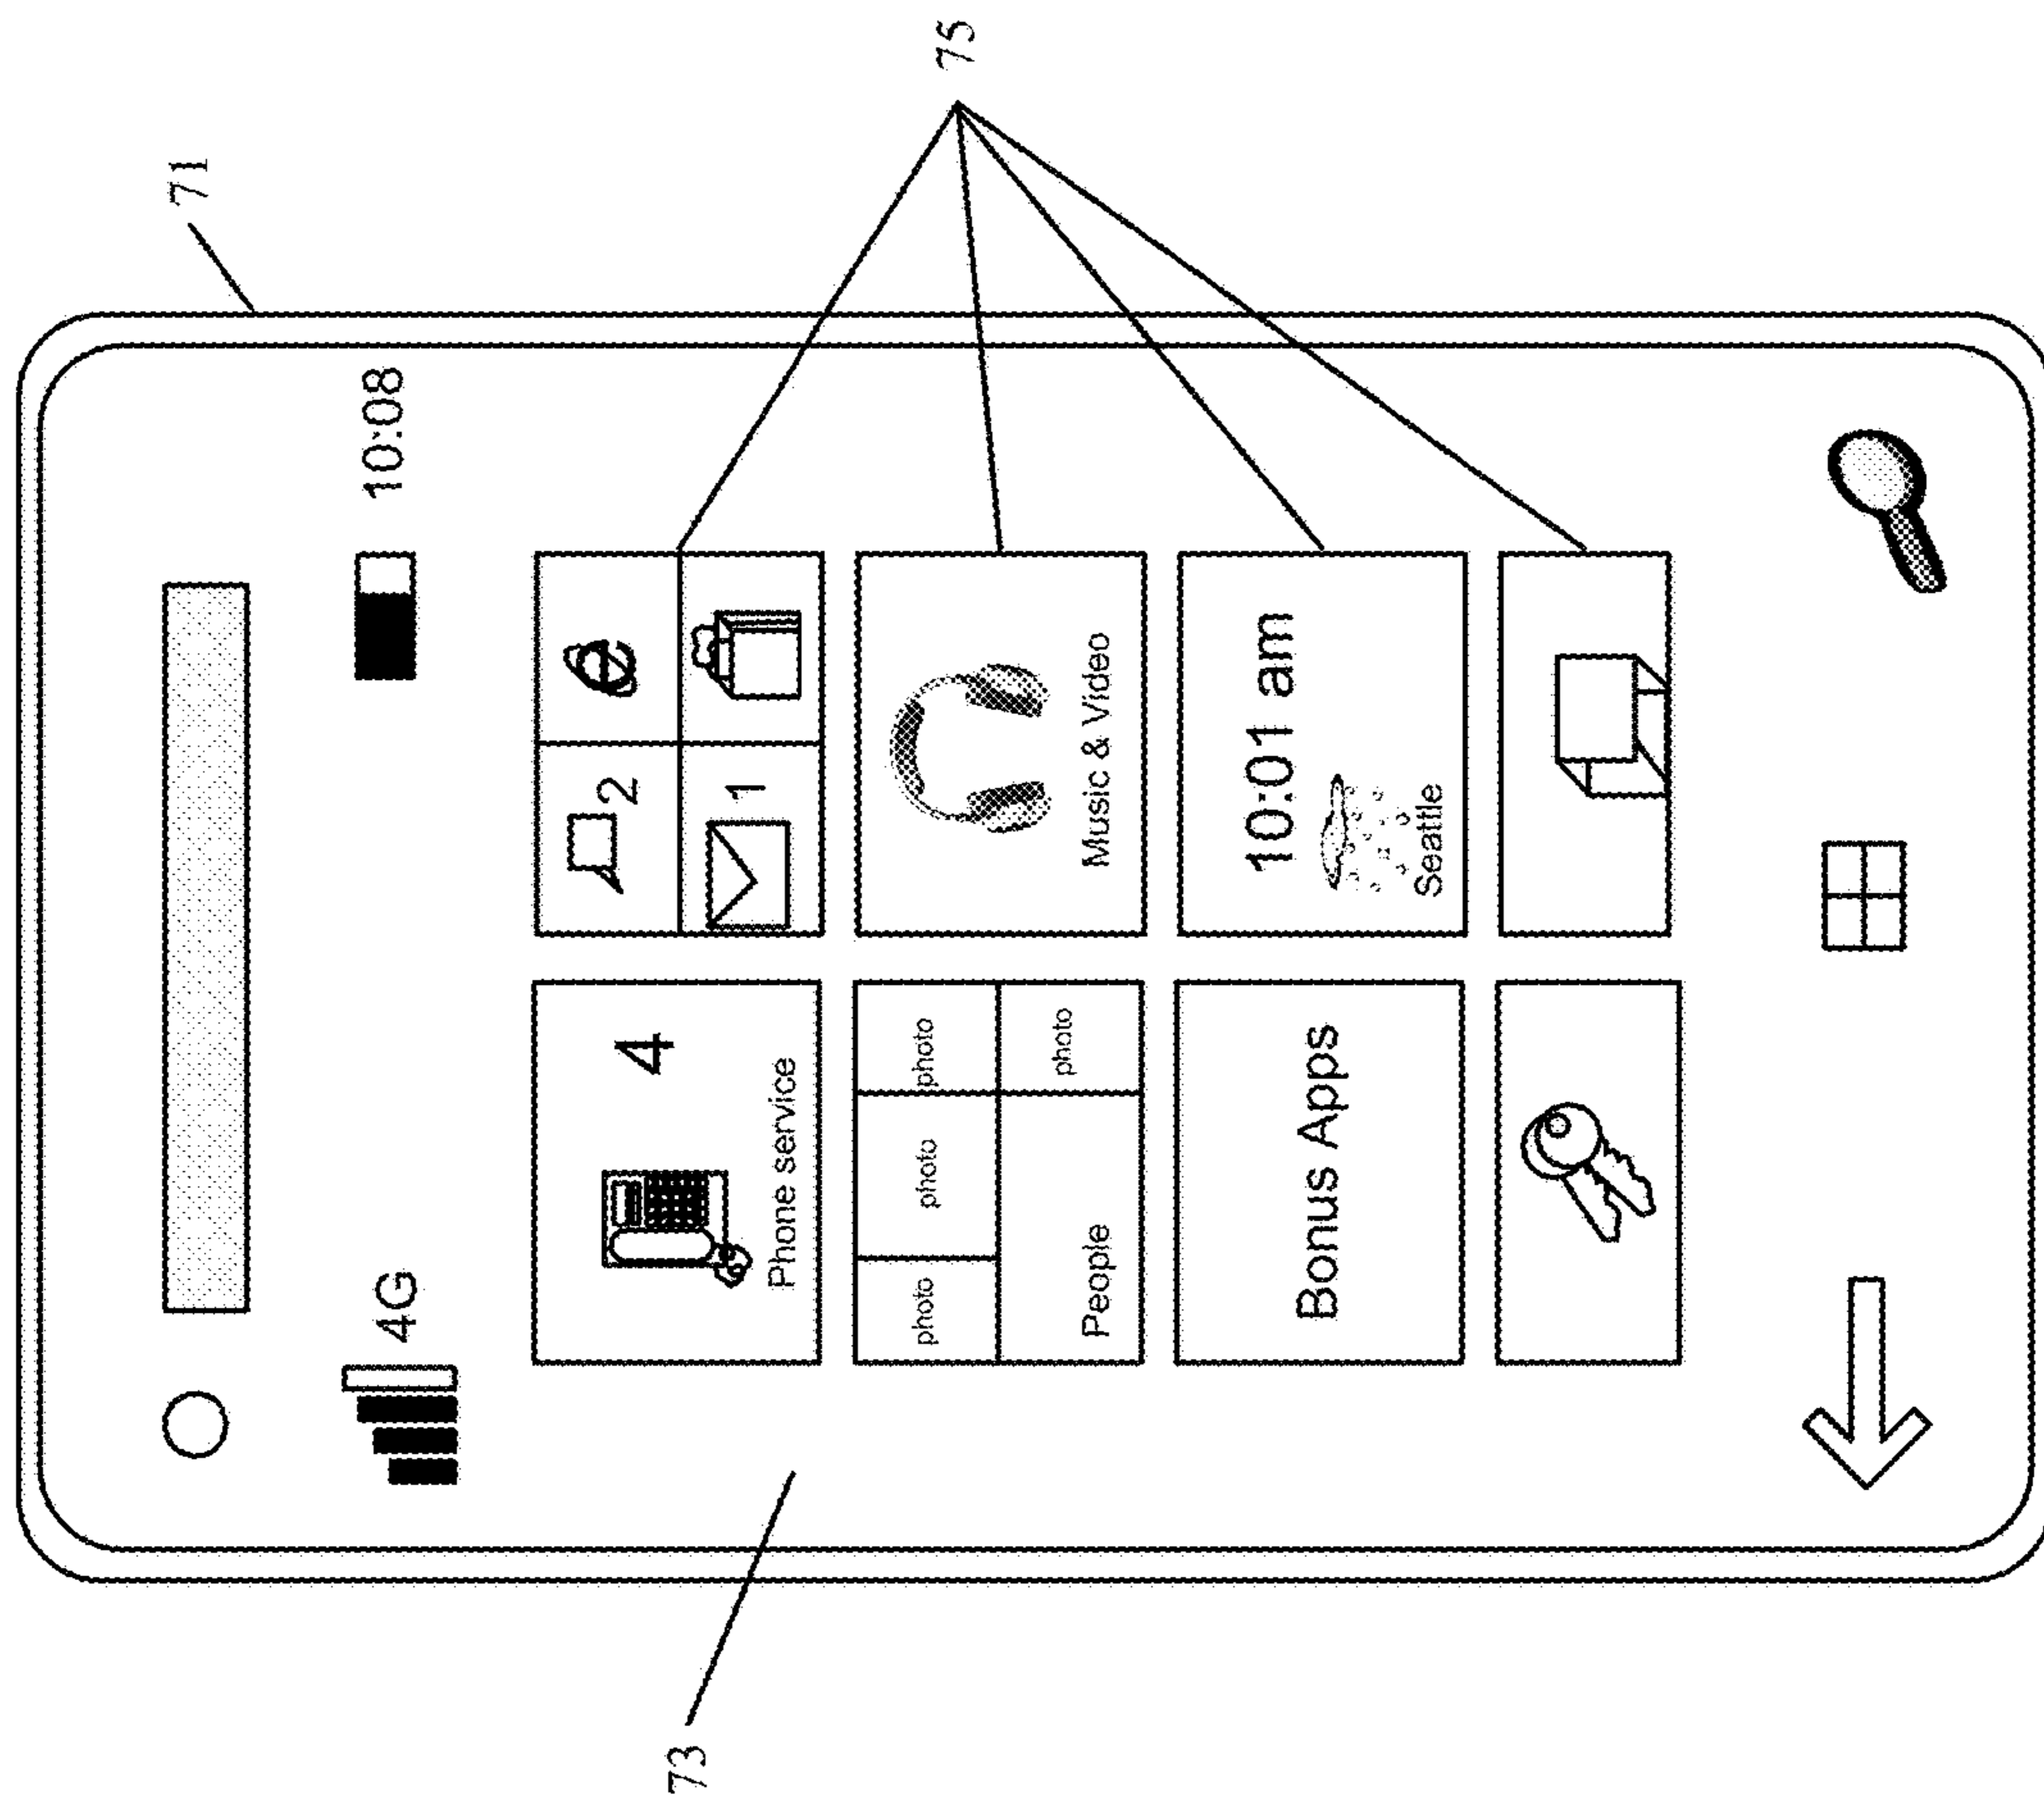 71
4G 10:08
4
Phone service
2
1
75
photo photo photo
People photo
Music & Video
73
Bonus Apps
10:01 am
Seattle